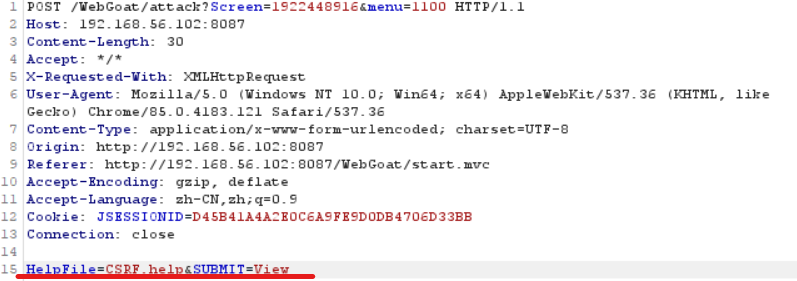 1 POST /WebGoat/attack?Screen=1922448916&menu=1100 HTTP/1.1
2 Host: 192.168.56.102:8087
3 Content-Length: 30
4 Accept: */*
5 X-Requested-With: XMLHttpRequest
6 User-Agent: Mozilla/5.0 (Windows NT 10.0; Win64; x64) AppleWebKit/537.36 (KHTML, like
Gecko) Chrome/85.0.4183.121 Safari/537.36
7 Content-Type: application/x-www-form-urlencoded; charset=UTF-8
8 Origin: http://192.168.56.102:8087
9 Referer: http://192.168.56.102:8087/WebGoat/start.mvc
10 Accept-Encoding: gzip, deflate
11 Accept-Language: zh-CN,zh;q=0.9
12 Cookie: JSESSIONID=D45B41A4A2E0C6A9FE9D0DB4706D33BB
13 Connection: close
14
15 HelpFile=CSRF.help&SUBMIT=View